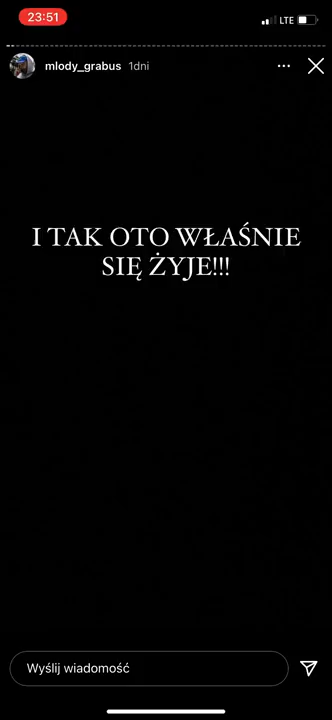 23:51
LTE
mlody_grabus 1dni
I TAK OTO WŁAŚNIE
SIĘ ŻYJE!!!
Wyślij wiadomość